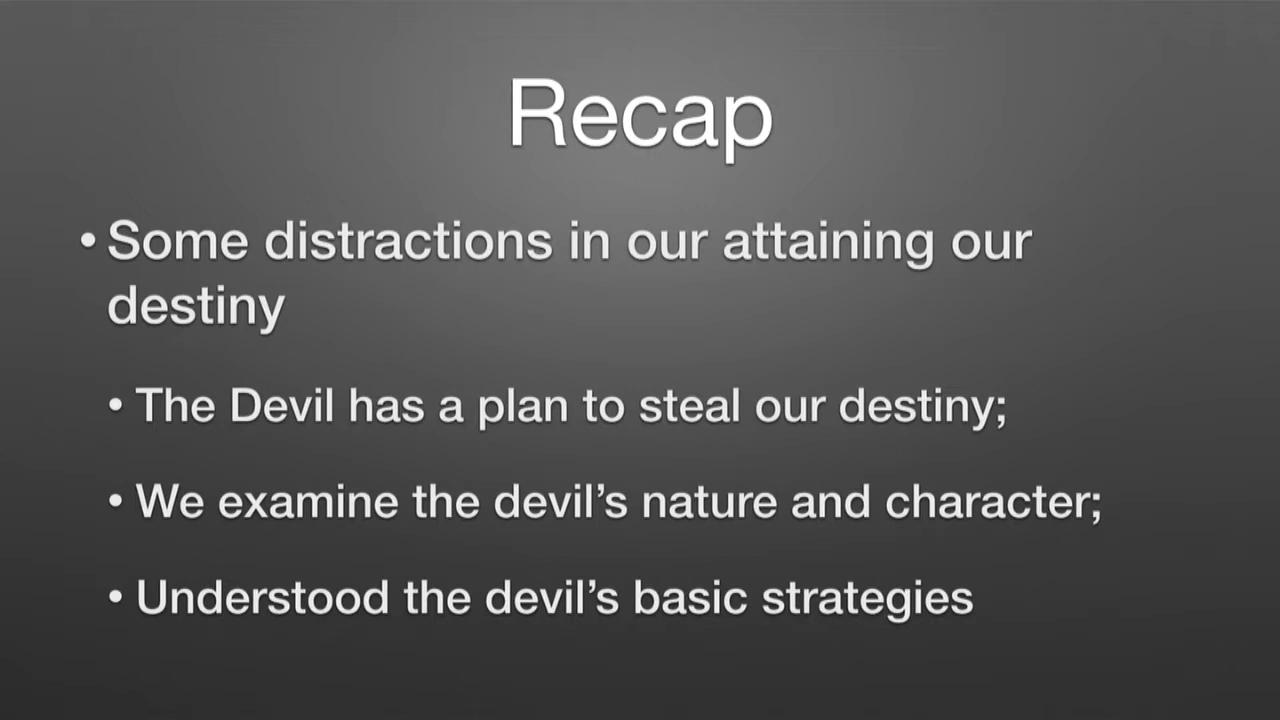 Recap
• Some distractions in our attaining our
destiny
• The Devil has a plan to steal our destiny;
• We examine the devil’s nature and character;
• Understood the devil’s basic strategies